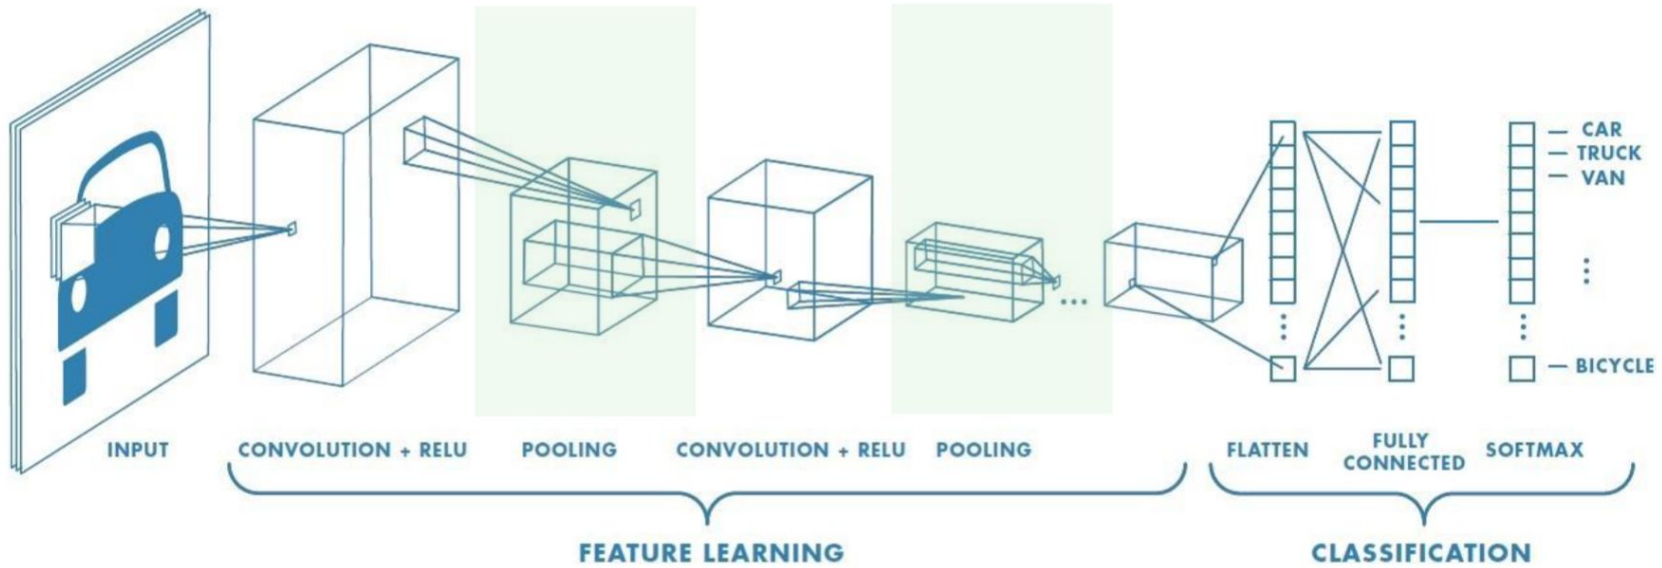 CAR
TRUCK
VAN
BICYCLE
INPUT
CONVOLUTION + RELU
POOLING
CONVOLUTION + RELU
POOLING
FLATTEN
FULLY
CONNECTED
SOFTMAX
FEATURE LEARNING
CLASSIFICATION